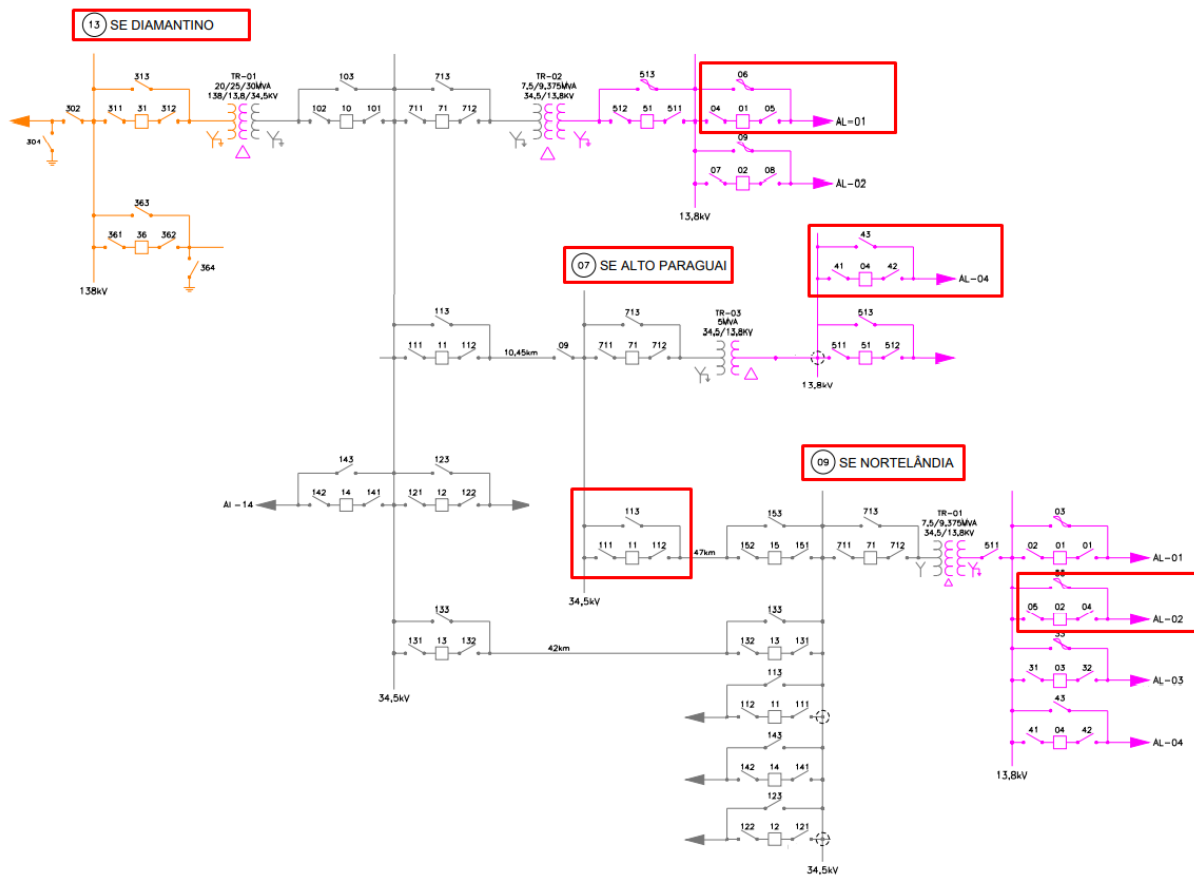 13 SE DIAMANTINO
313
302 311 31 312
304
TR-01
20/25/30MVA
138/13,8/34,5KV
103
102 10 101
713
711 71 712
TR-02
7,5/9,375MVA
34,5/13,8KV
513
512 51 511
06
04 01 05
AL-01
09
07 02 08
AL-02
13,8kV
363
361 36 362
364
138kV
07 SE ALTO PARAGUAI
43
41 04 42
AL-04
113
111 11 112
10,45km
09
713
711 71 712
TR-03
5MVA
34,5/13,8KV
513
511 51 512
13,8kV
09 SE NORTELÂNDIA
143
142 14 141
AL-14
123
121 12 122
113
111 11 112
47km
153
152 15 151
713
711 71 712
TR-01
7,5/9,375MVA
34,5/13,8KV
511
03
02 01 01
AL-01
05 02 04
AL-02
33
31 03 32
AL-03
43
41 04 42
AL-04
13,8kV
34,5kV
133
131 13 132
42km
133
132 13 131
34,5kV
113
112 11 111
143
142 14 141
123
122 12 121
34,5kV